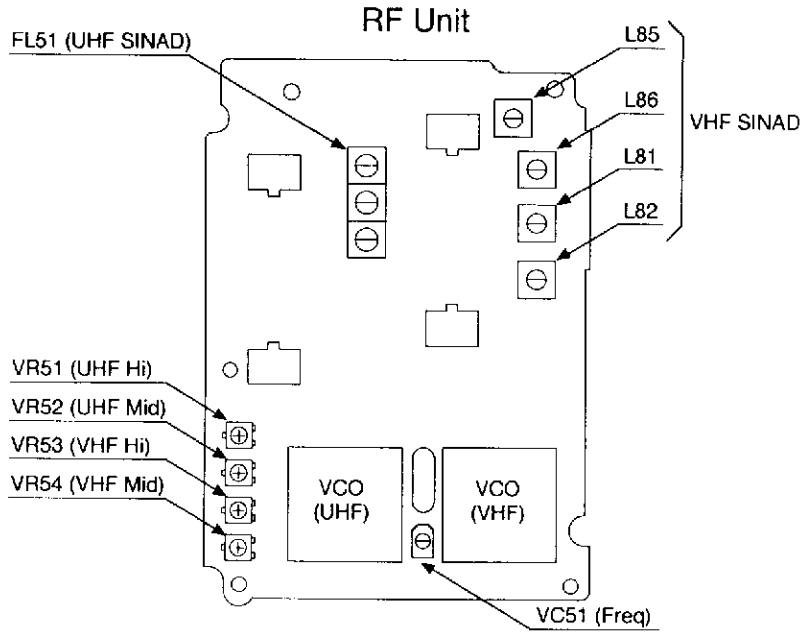 RF Unit
FL51 (UHF SINAD)
L85
L86
VHF SINAD
L81
L82
VR51 (UHF Hi)
VR52 (UHF Mid)
VR53 (VHF Hi)
VR54 (VHF Mid)
VCO
(UHF)
VCO
(VHF)
VC51 (Freq)